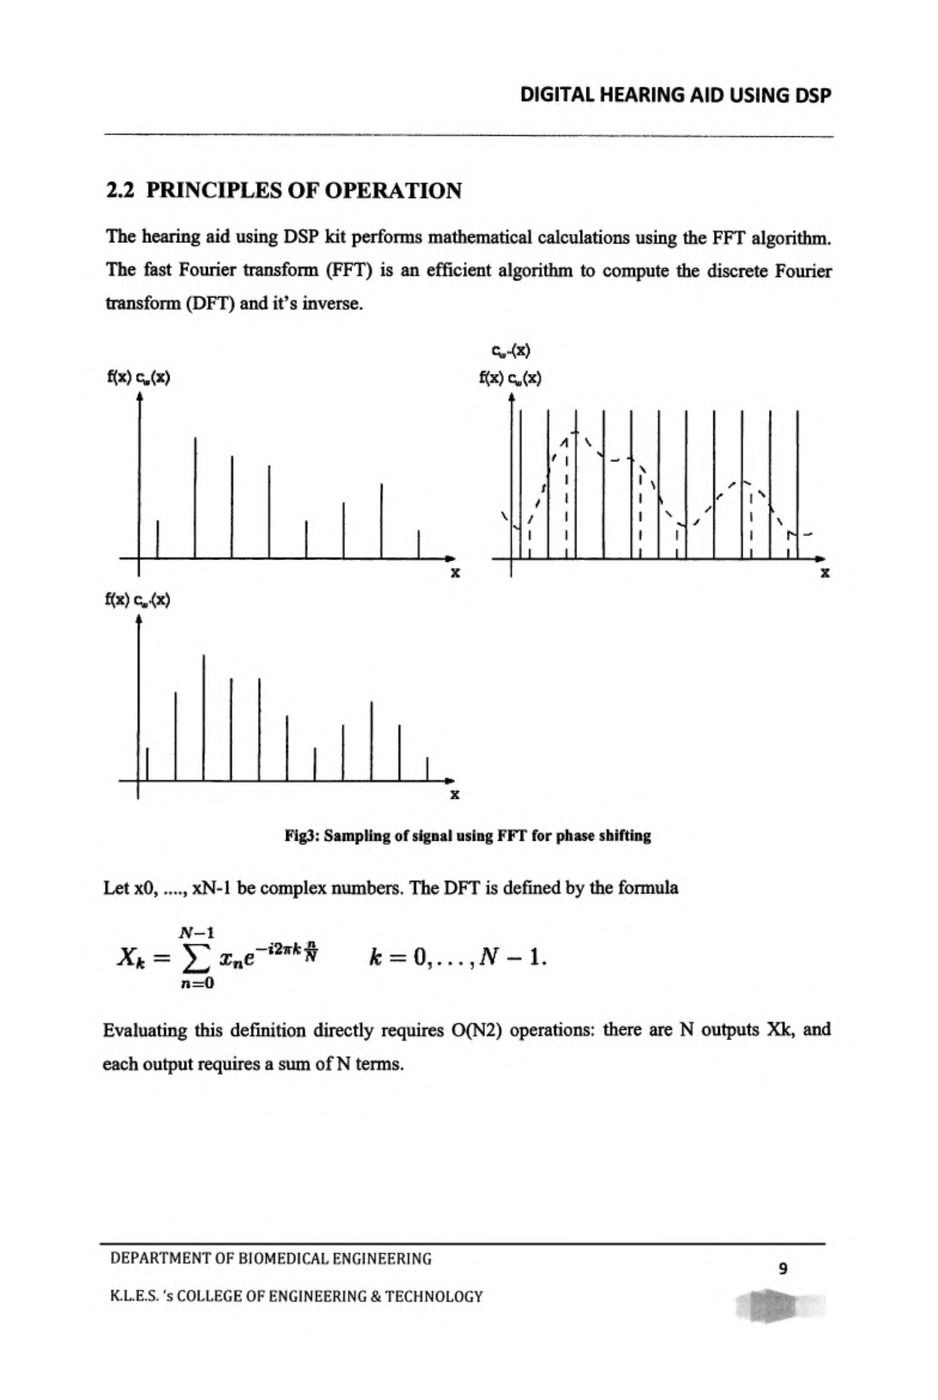 DIGITAL HEARING AID USING DSP
2.2 PRINCIPLES OF OPERATION
The hearing aid using DSP kit performs mathematical calculations using the FFT algorithm.
The fast Fourier transform (FFT) is an efficient algorithm to compute the discrete Fourier
transform (DFT) and it's inverse.
f(x) cw(x)
cw''(x)
f(x) cw(x)
x
x
f(x) cw'(x)
x
Fig3: Sampling of signal using FFT for phase shifting
Let x0, ...., xN-1 be complex numbers. The DFT is defined by the formula
X_k = \sum_{n=0}^{N-1} x_n e^{-i2\pi k \frac{n}{N}} k = 0, . . . , N − 1.
Evaluating this definition directly requires O(N2) operations: there are N outputs Xk, and
each output requires a sum of N terms.
DEPARTMENT OF BIOMEDICAL ENGINEERING
9
K.L.E.S. 's COLLEGE OF ENGINEERING & TECHNOLOGY